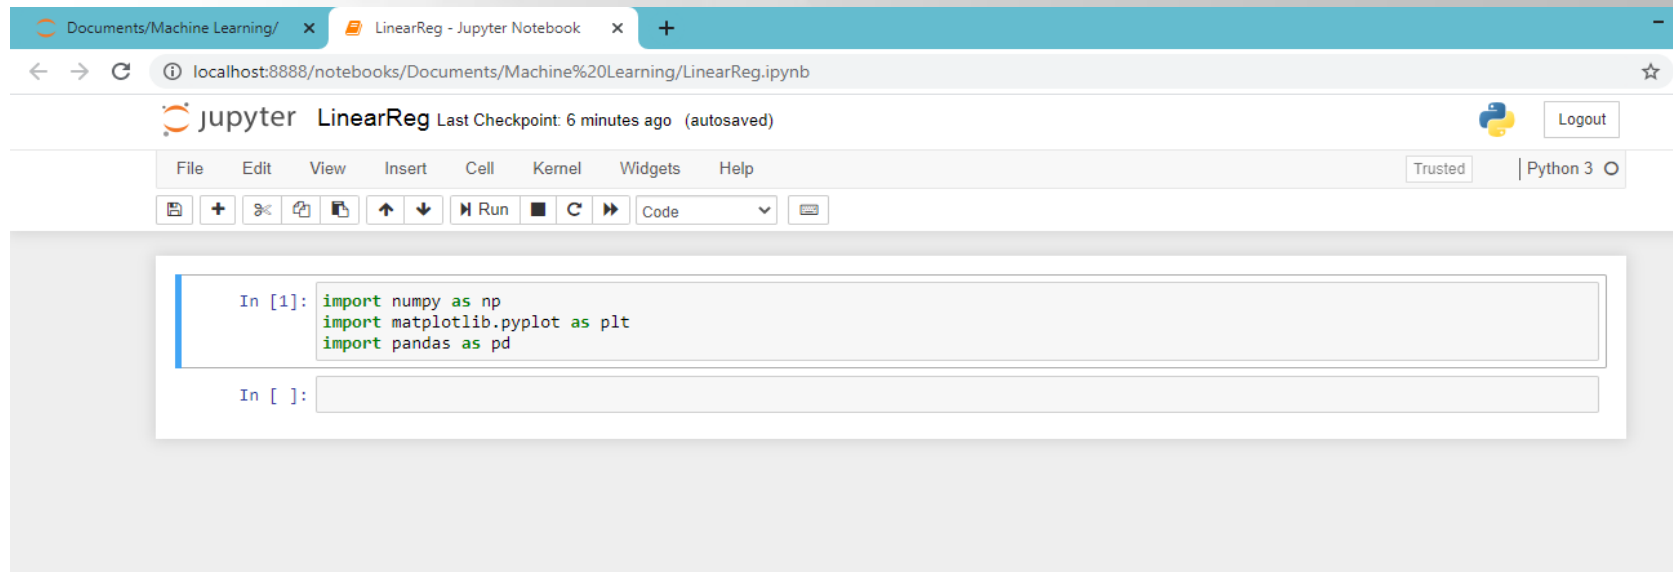 Documents/Machine Learning/ LinearReg - Jupyter Notebook
localhost:8888/notebooks/Documents/Machine%20Learning/LinearReg.ipynb
jupyter LinearReg Last Checkpoint: 6 minutes ago (autosaved) Logout
File Edit View Insert Cell Kernel Widgets Help Trusted Python 3
Run Code
In [1]: import numpy as np
import matplotlib.pyplot as plt
import pandas as pd
In [ ]: